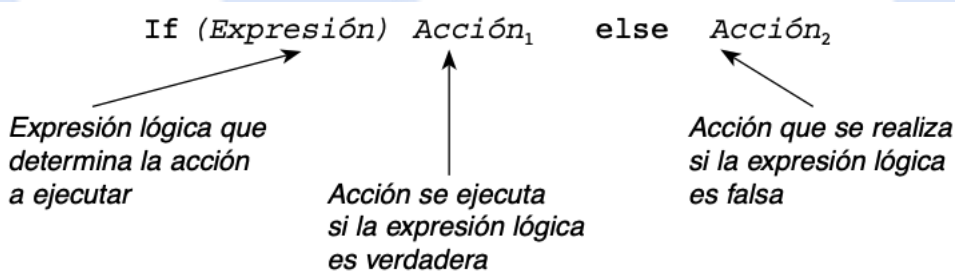 If (Expresión) Acción₁ else Acción₂
Expresión lógica que
determina la acción
a ejecutar
Acción se ejecuta
si la expresión lógica
es verdadera
Acción que se realiza
si la expresión lógica
es falsa